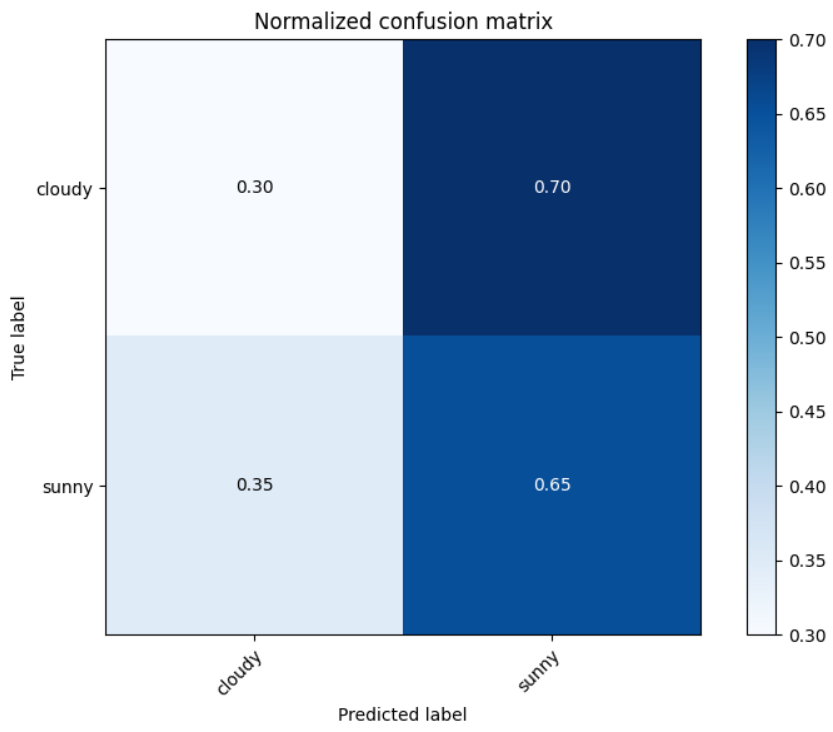 Normalized confusion matrix
cloudy
sunny
True label
0.30
0.70
0.35
0.65
cloudy
sunny
Predicted label
0.70
0.65
0.60
0.55
0.50
0.45
0.40
0.35
0.30